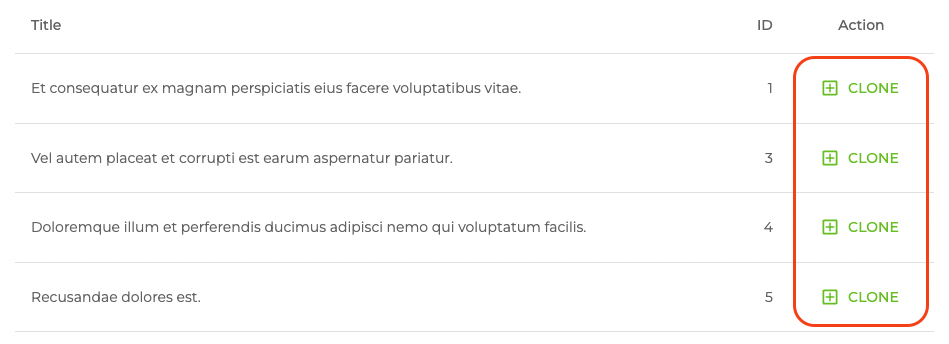 Title ID Action
Et consequatur ex magnam perspiciatis eius facere voluptatibus vitae. 1 CLONE
Vel autem placeat et corrupti est earum aspernatur pariatur. 3 CLONE
Doloremque illum et perferendis ducimus adipisci nemo qui voluptatum facilis. 4 CLONE
Recusandae dolores est. 5 CLONE